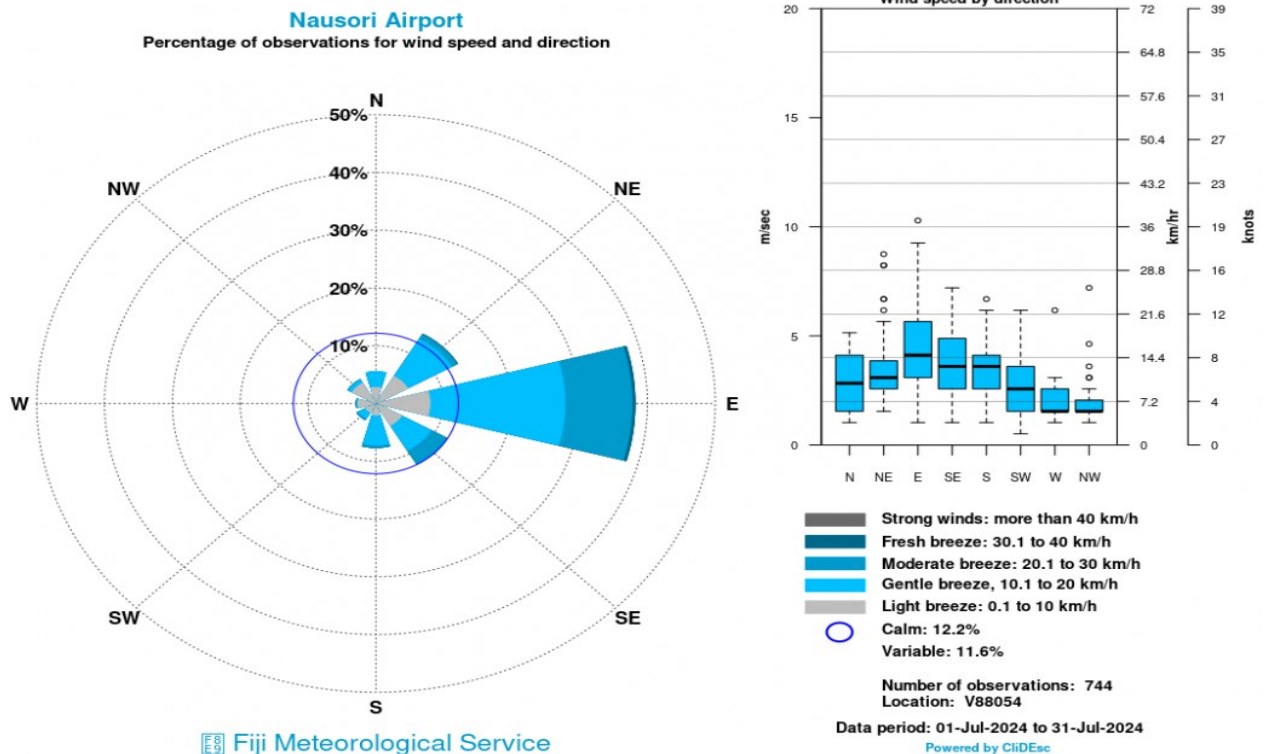 Nausori Airport
Percentage of observations for wind speed and direction
N
50%
40%
30%
20%
10%
NW
NE
W
E
SW
SE
S
Fiji Meteorological Service
Wind speed by direction
20
15
10
5
0
m/sec
72
64.8
57.6
50.4
43.2
36
28.8
21.6
14.4
7.2
0
km/hr
39
35
31
27
23
19
16
12
8
4
0
knots
N NE E SE S SW W NW
Strong winds: more than 40 km/h
Fresh breeze: 30.1 to 40 km/h
Moderate breeze: 20.1 to 30 km/h
Gentle breeze, 10.1 to 20 km/h
Light breeze: 0.1 to 10 km/h
Calm: 12.2%
Variable: 11.6%
Number of observations: 744
Location: V88054
Data period: 01-Jul-2024 to 31-Jul-2024
Powered by CliDEsc